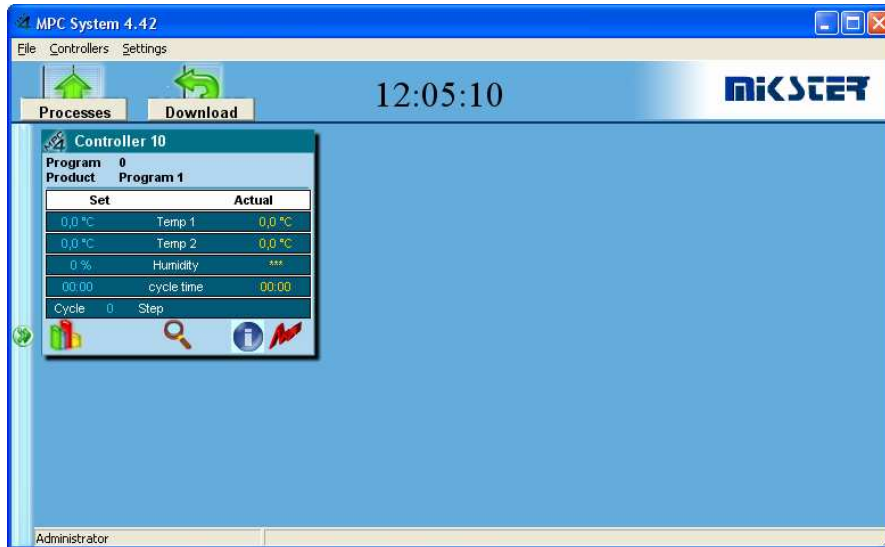 MPC System 4.42
File Controllers Settings
12:05:10
MIKSTER
Processes Download
Controller 10
Program 0
Product Program 1
Set Actual
0,0 °C Temp 1 0,0 °C
0,0 °C Temp 2 0,0 °C
0 % Humidity ***
00:00 cycle time 00:00
Cycle 0 Step
Administrator